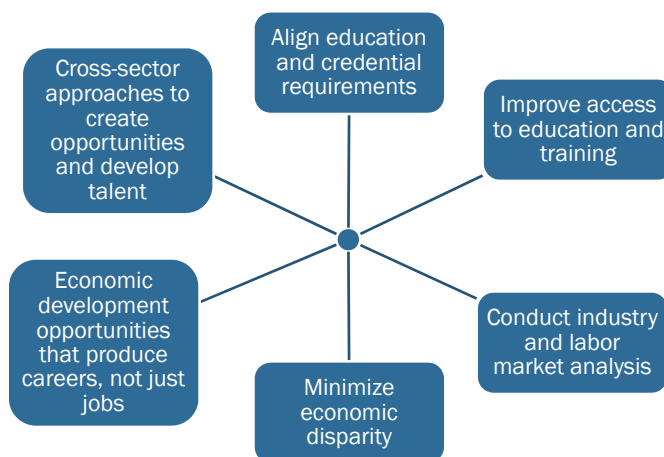 Align education
and credential
requirements
Cross-sector
approaches to
create
opportunities
and develop
talent
Improve access
to education and
training
Economic
development
opportunities
that produce
careers, not just
jobs
Conduct industry
and labor
market analysis
Minimize
economic
disparity